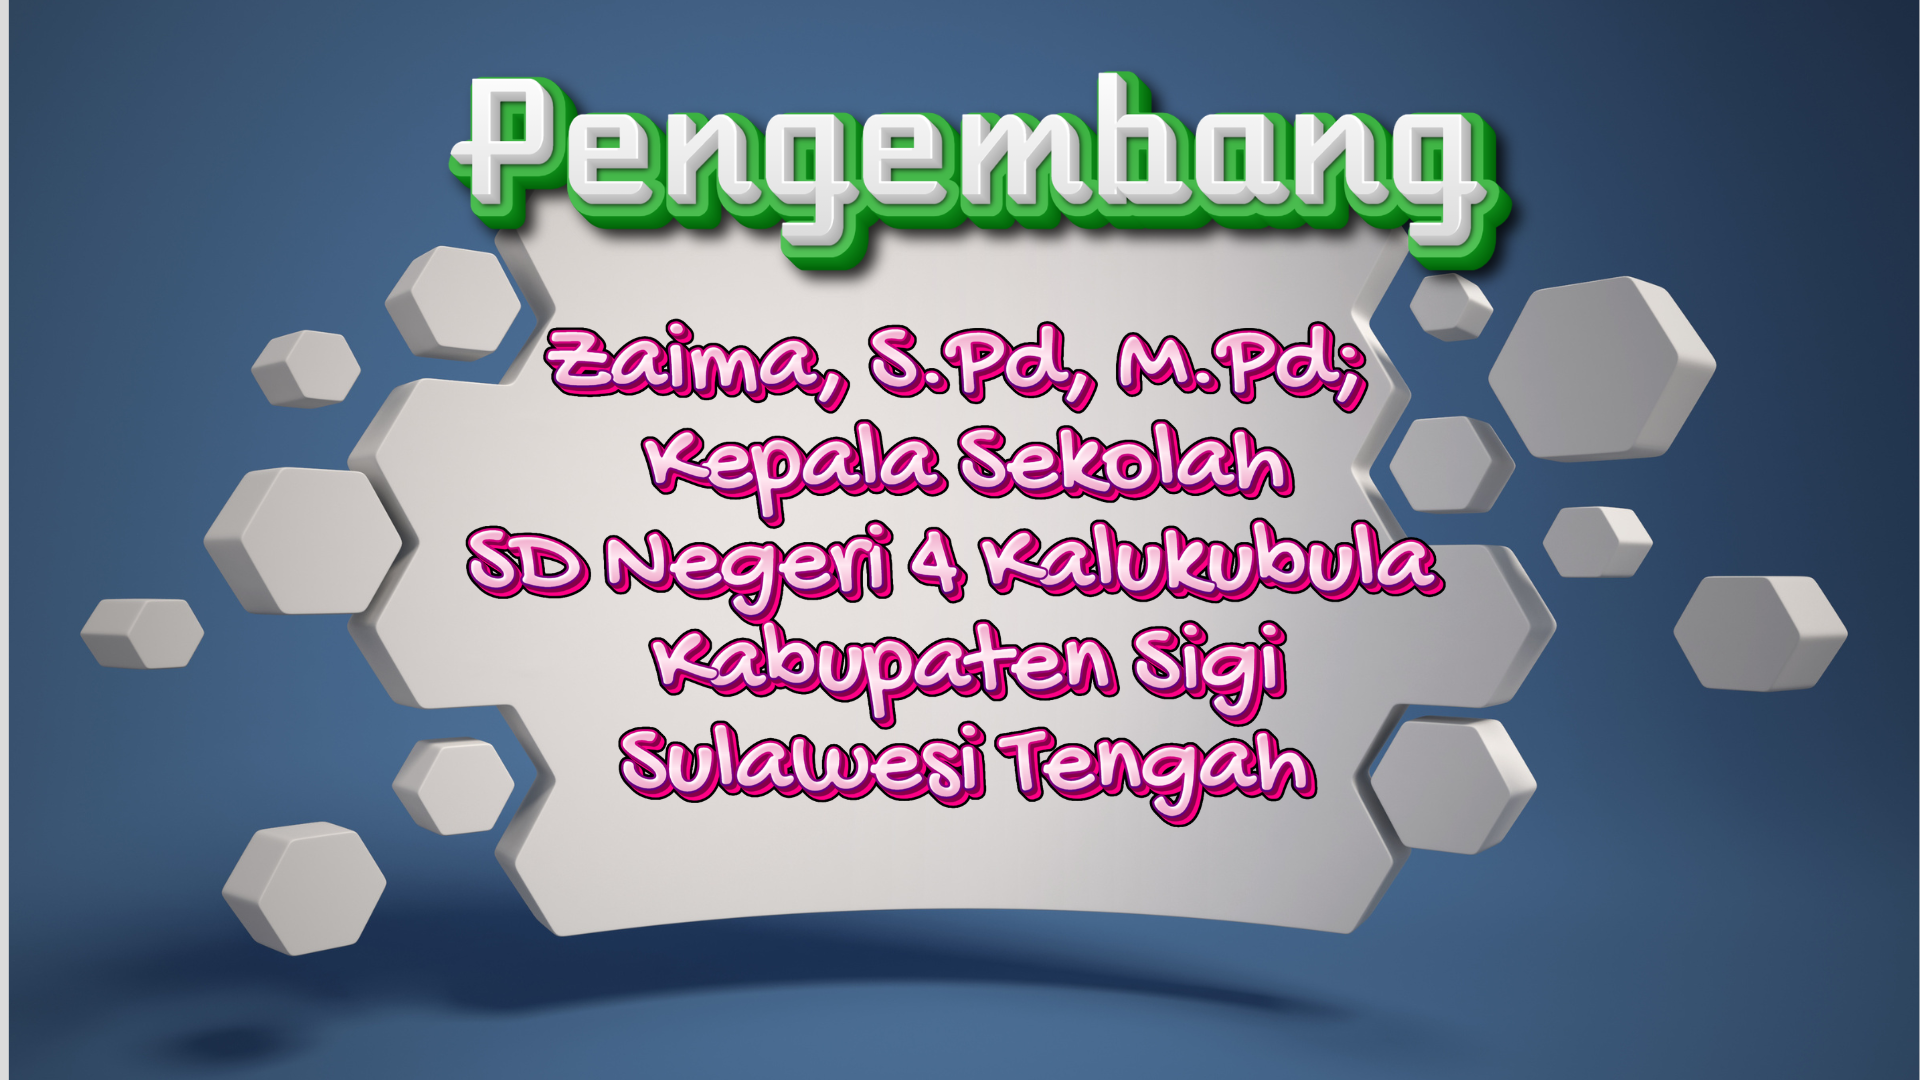 Pengembang
Zaima, S.Pd, M.Pd;
Kepala Sekolah
SD Negeri 4 Kalukubula
Kabupaten Sigi
Sulawesi Tengah